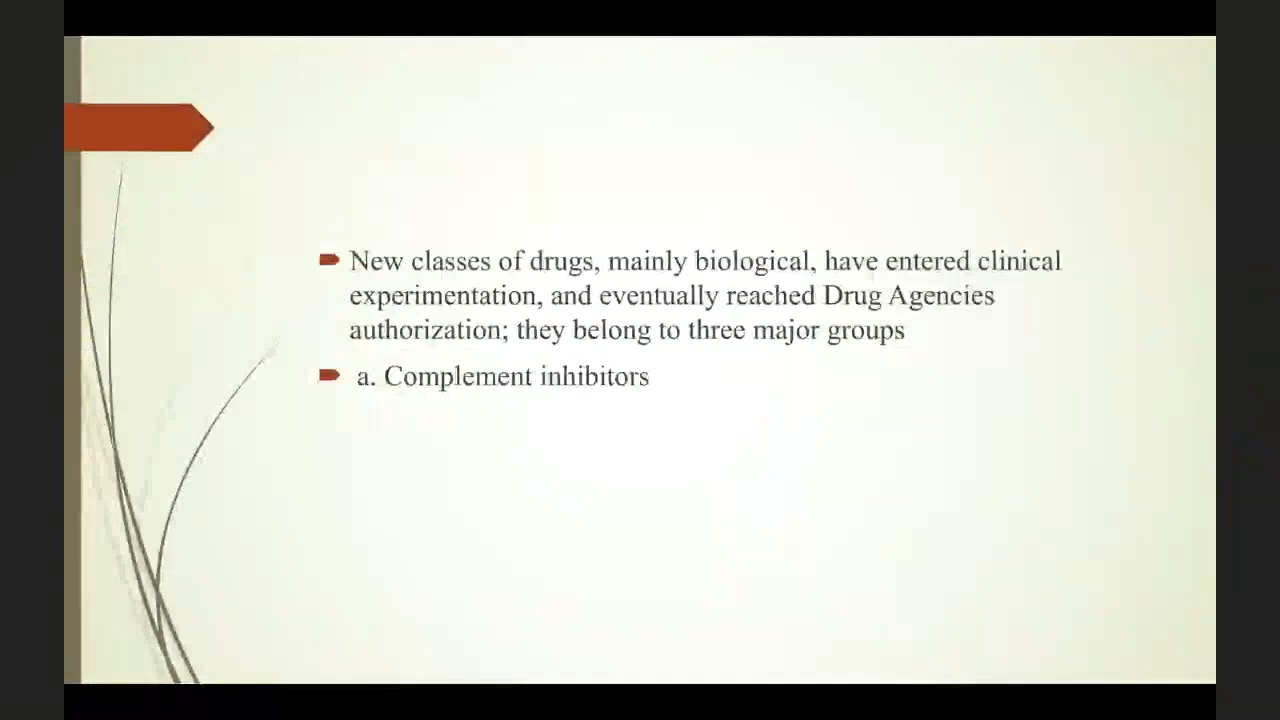 New classes of drugs, mainly biological, have entered clinical
experimentation, and eventually reached Drug Agencies
authorization; they belong to three major groups
a. Complement inhibitors